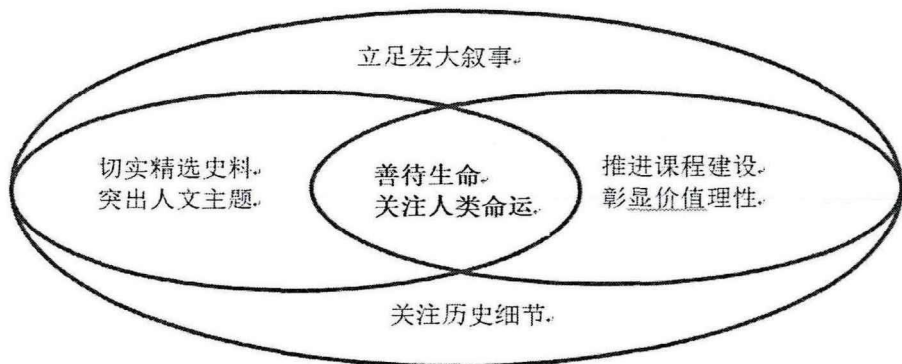 立足宏大叙事
切实精选史料
突出人文主题
善待生命
关注人类命运
推进课程建设
彰显价值理性
关注历史细节